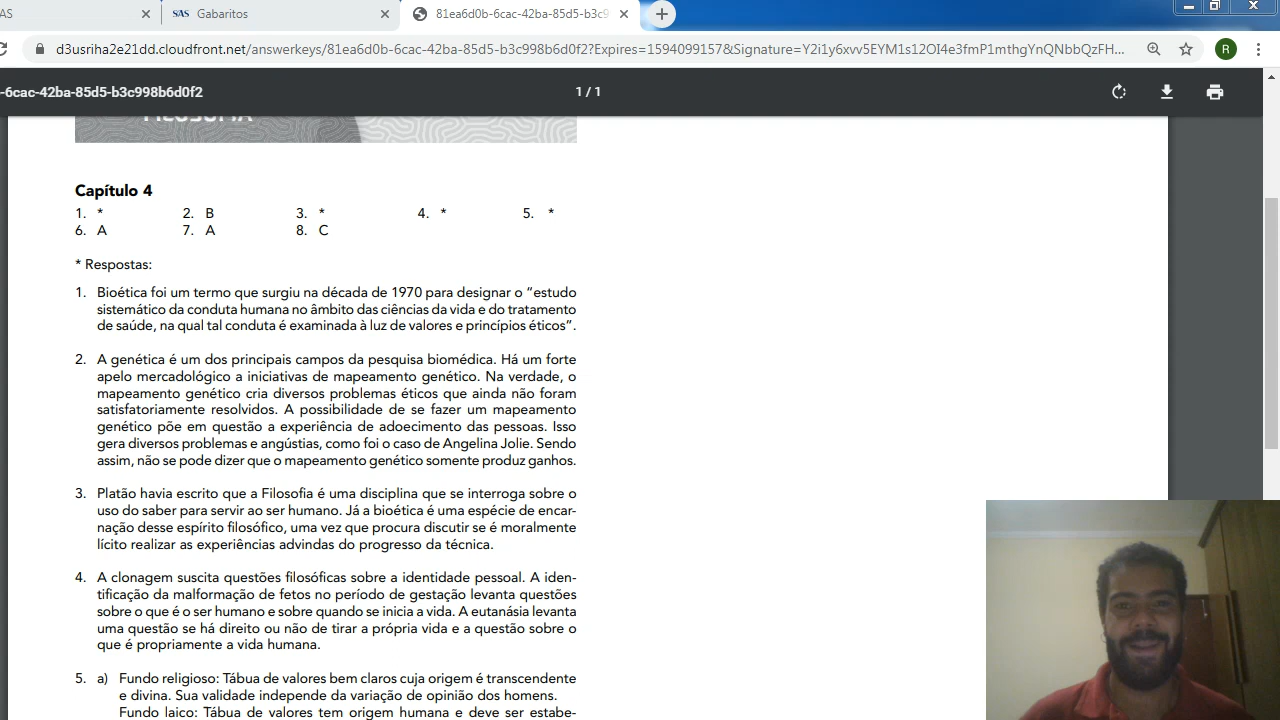 AS
SAS Gabaritos
81ea6d0b-6cac-42ba-85d5-b3c9
d3usriha2e21dd.cloudfront.net/answerkeys/81ea6d0b-6cac-42ba-85d5-b3c998b6d0f2?Expires=1594099157&Signature=Y2i1y6xvv5EYM1s12OI4e3fmP1mthgYnQNbbQzFH...
R
-6cac-42ba-85d5-b3c998b6d0f2
1 / 1
FILOSOFIA
Capítulo 4
1. * 2. B 3. * 4. * 5. *
6. A 7. A 8. C
* Respostas:
1. Bioética foi um termo que surgiu na década de 1970 para designar o “estudo
sistemático da conduta humana no âmbito das ciências da vida e do tratamento
de saúde, na qual tal conduta é examinada à luz de valores e princípios éticos”.
2. A genética é um dos principais campos da pesquisa biomédica. Há um forte
apelo mercadológico a iniciativas de mapeamento genético. Na verdade, o
mapeamento genético cria diversos problemas éticos que ainda não foram
satisfatoriamente resolvidos. A possibilidade de se fazer um mapeamento
genético põe em questão a experiência de adoecimento das pessoas. Isso
gera diversos problemas e angústias, como foi o caso de Angelina Jolie. Sendo
assim, não se pode dizer que o mapeamento genético somente produz ganhos.
3. Platão havia escrito que a Filosofia é uma disciplina que se interroga sobre o
uso do saber para servir ao ser humano. Já a bioética é uma espécie de encar-
nação desse espírito filosófico, uma vez que procura discutir se é moralmente
lícito realizar as experiências advindas do progresso da técnica.
4. A clonagem suscita questões filosóficas sobre a identidade pessoal. A iden-
tificação da malformação de fetos no período de gestação levanta questões
sobre o que é o ser humano e sobre quando se inicia a vida. A eutanásia levanta
uma questão se há direito ou não de tirar a própria vida e a questão sobre o
que é propriamente a vida humana.
5. a) Fundo religioso: Tábua de valores bem claros cuja origem é transcendente
e divina. Sua validade independe da variação de opinião dos homens.
Fundo laico: Tábua de valores tem origem humana e deve ser estabe-